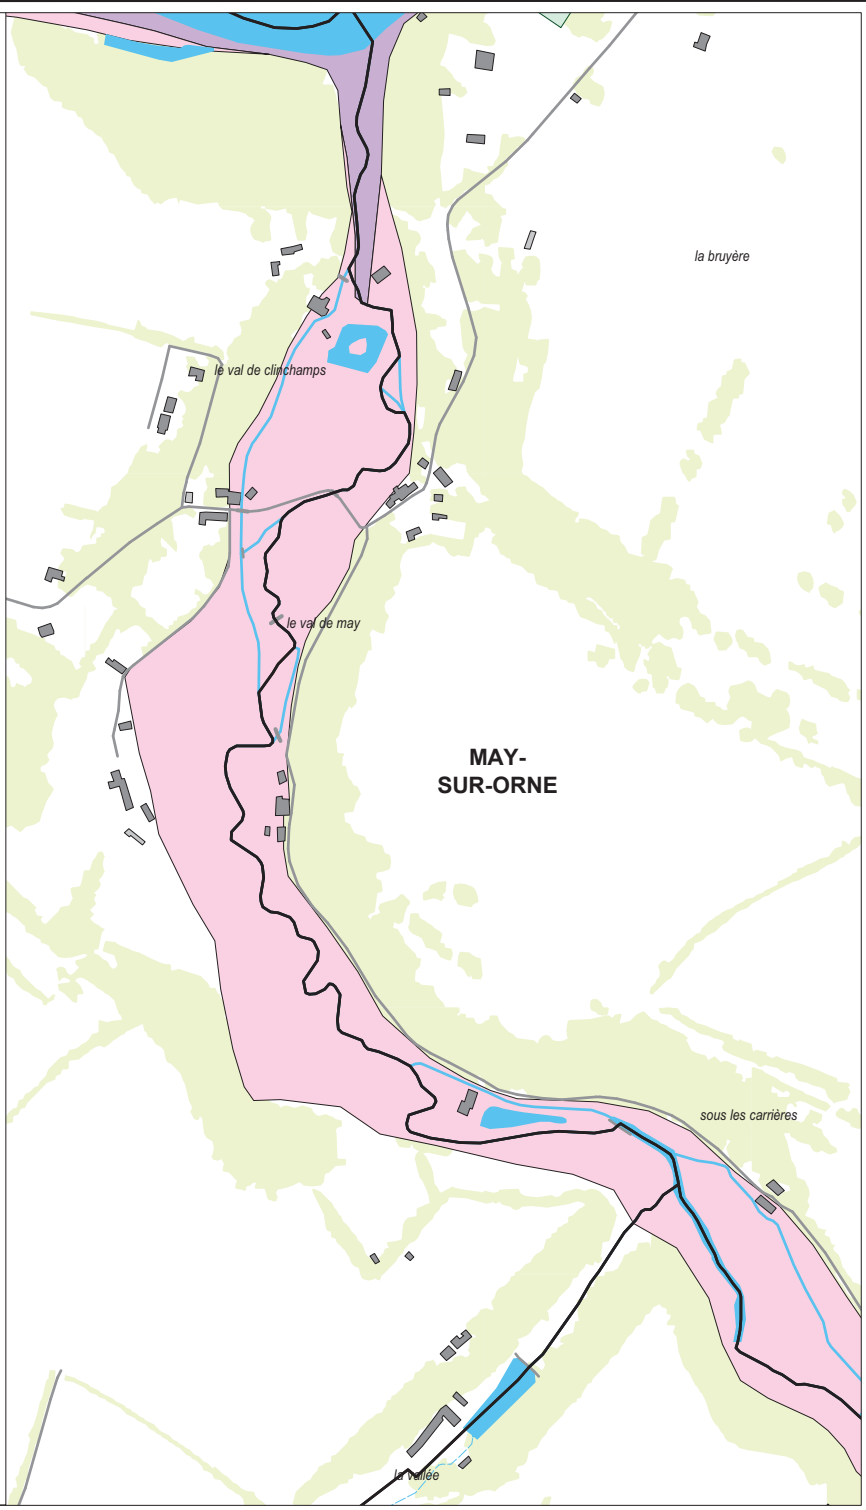 la bruyère
le val de clinchamps
le val de may
MAY-
SUR-ORNE
sous les carrières
la vallée